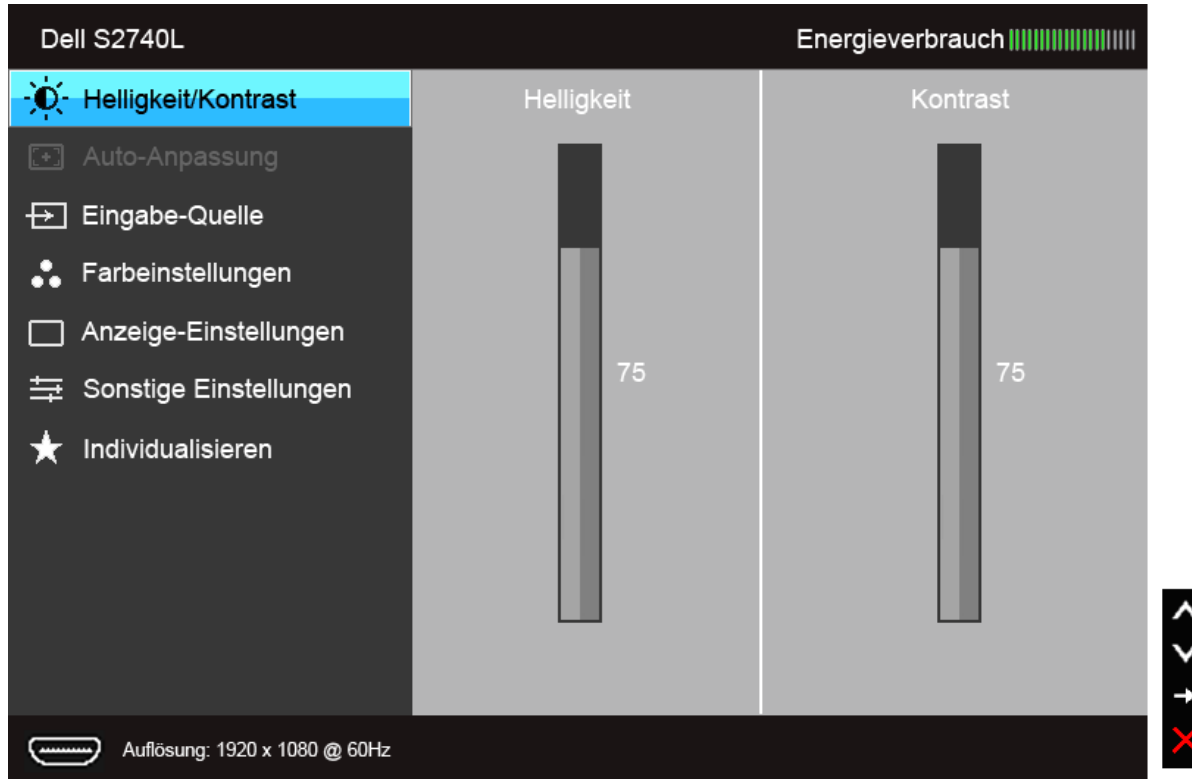 Dell S2740L
Energieverbrauch
Helligkeit/Kontrast
Auto-Anpassung
Eingabe-Quelle
Farbeinstellungen
Anzeige-Einstellungen
Sonstige Einstellungen
Individualisieren
Helligkeit
75
Kontrast
75
Auflösung: 1920 x 1080 @ 60Hz